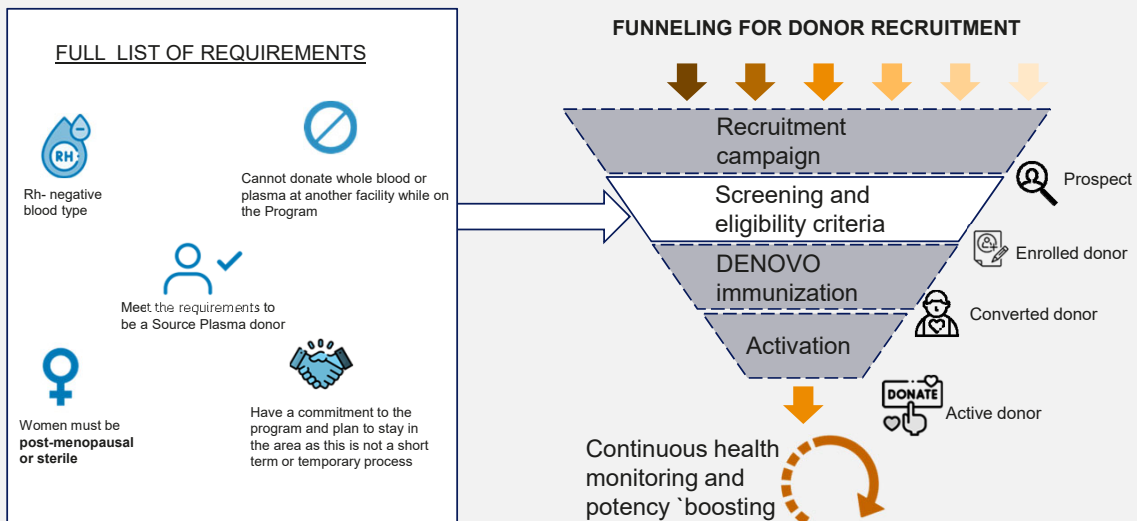 FULL LIST OF REQUIREMENTS
RH
Rh- negative
blood type
Cannot donate whole blood or
plasma at another facility while on
the Program
Meet the requirements to
be a Source Plasma donor
Women must be
post-menopausal
or sterile
Have a commitment to the
program and plan to stay in
the area as this is not a short
term or temporary process
FUNNELING FOR DONOR RECRUITMENT
Recruitment
campaign
Prospect
Screening and
eligibility criteria
Enrolled donor
DENOVO
immunization
Converted donor
Activation
DONATE
Active donor
Continuous health
monitoring and
potency `boosting